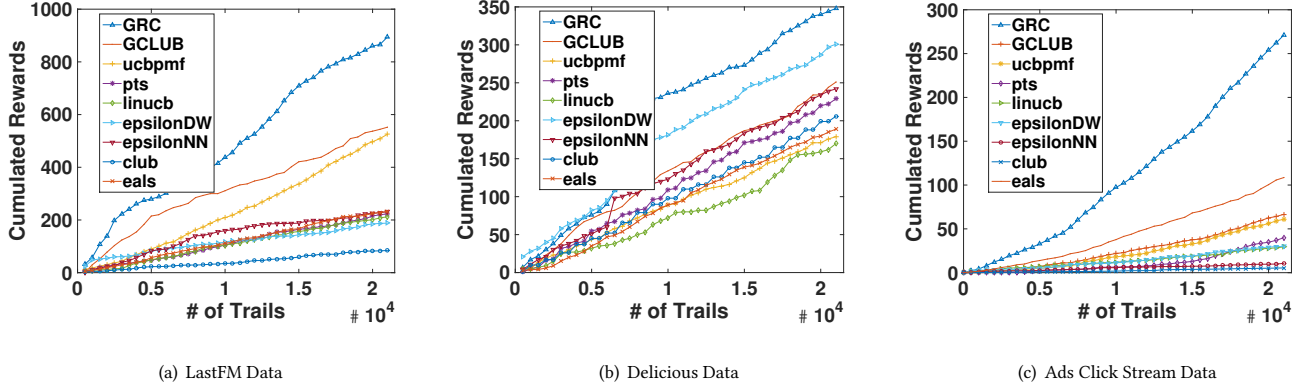 Cumulated Rewards
1000
800
600
400
200
0
GRC
GCLUB
ucbpmf
pts
linucb
epsilonDW
epsilonNN
club
eals
0 0.5 1 1.5 2
# of Trails
# 10^4
(a) LastFM Data
Cumulated Rewards
350
300
250
200
150
100
50
0
GRC
GCLUB
ucbpmf
pts
linucb
epsilonDW
epsilonNN
club
eals
0 0.5 1 1.5 2
# of Trails
# 10^4
(b) Delicious Data
Cumulated Rewards
300
250
200
150
100
50
0
GRC
GCLUB
ucbpmf
pts
linucb
epsilonDW
epsilonNN
club
eals
0 0.5 1 1.5 2
# of Trails
# 10^4
(c) Ads Click Stream Data